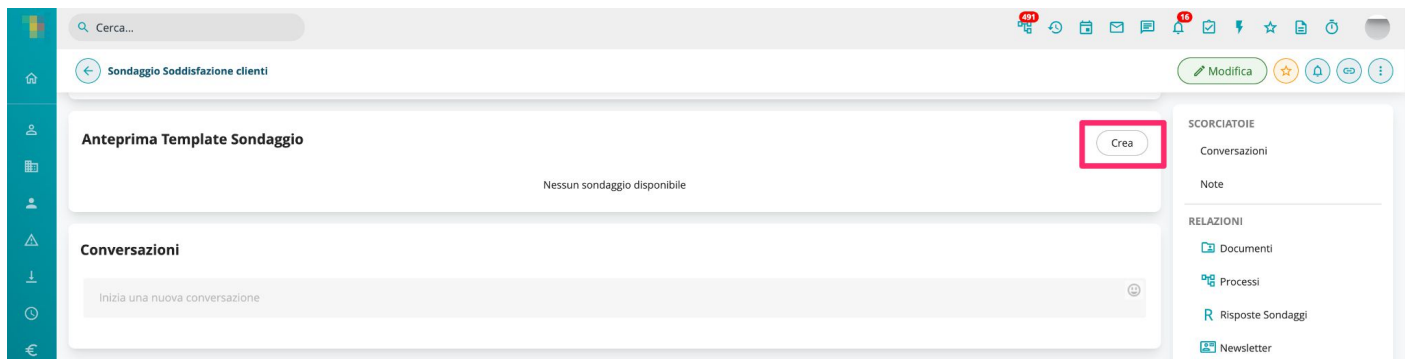 491
16
Cerca...
Sondaggio Soddisfazione clienti
Modifica
Anteprima Template Sondaggio
Crea
Nessun sondaggio disponibile
Conversazioni
Inizia una nuova conversazione
SCORCIATOIE
Conversazioni
Note
RELAZIONI
Documenti
Processi
R Risposte Sondaggi
Newsletter